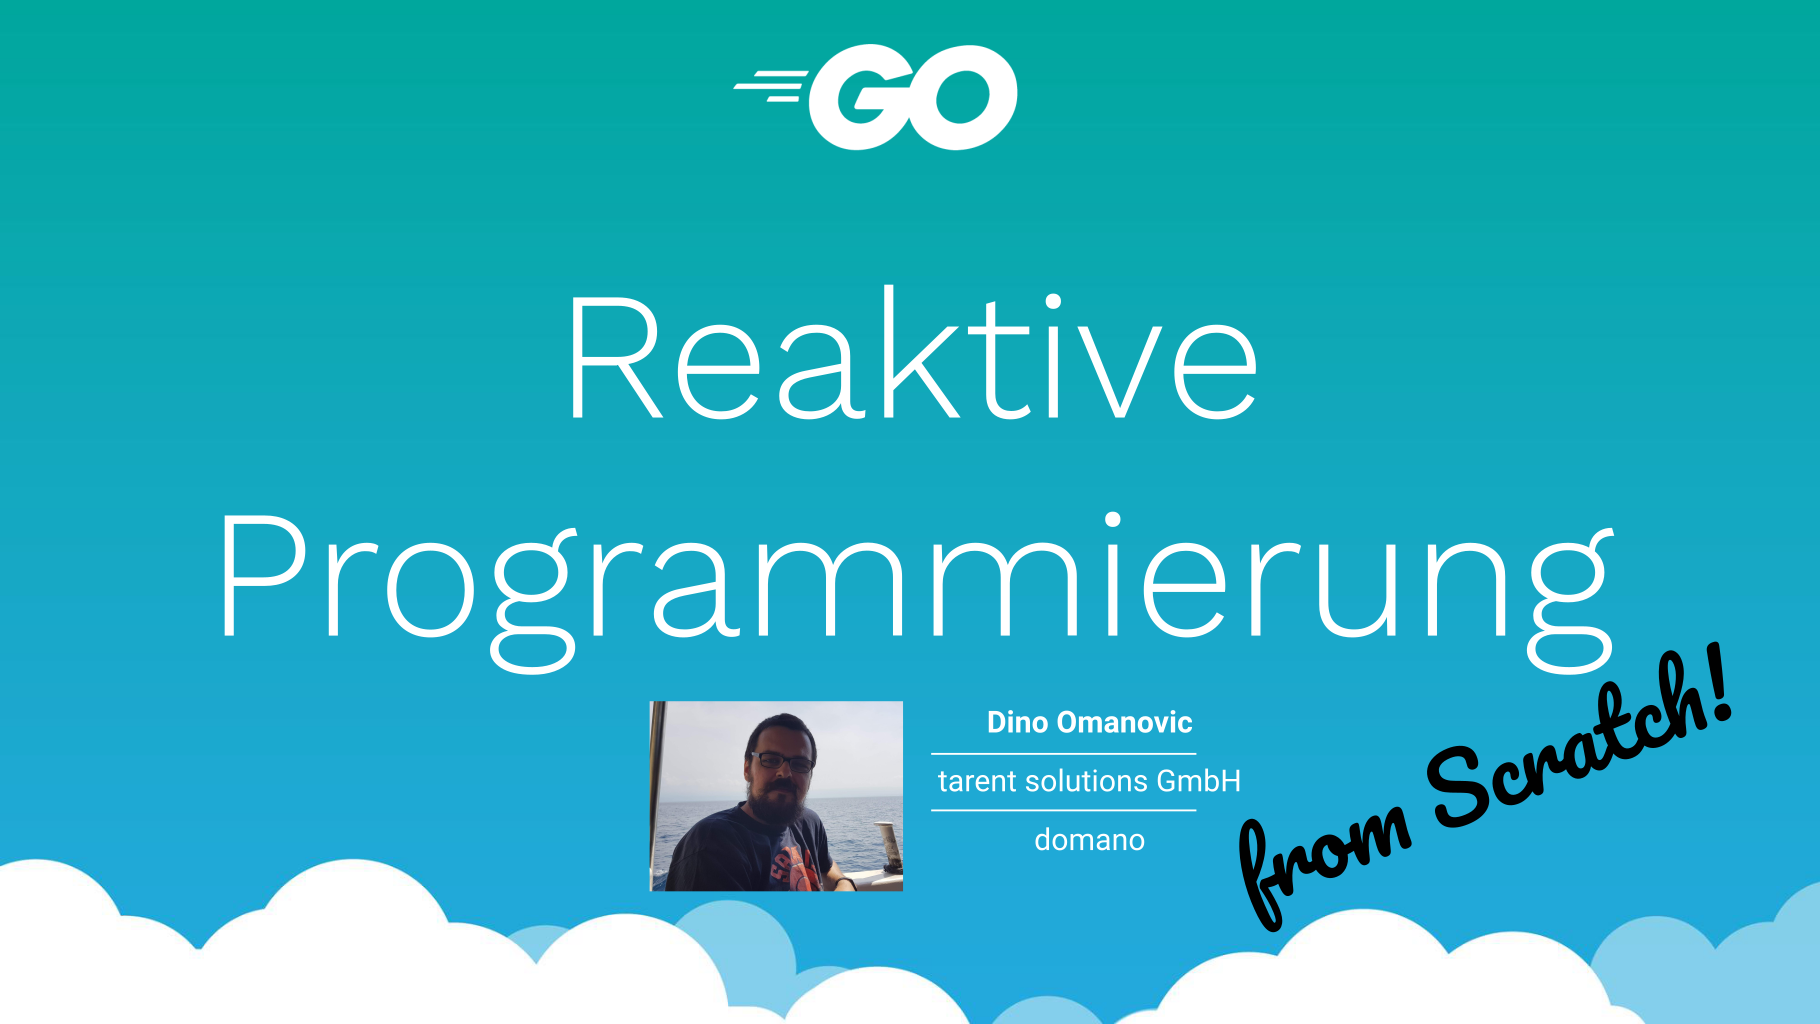 GO
Reaktive
Programmierung
from Scratch!
Dino Omanovic
tarent solutions GmbH
domano